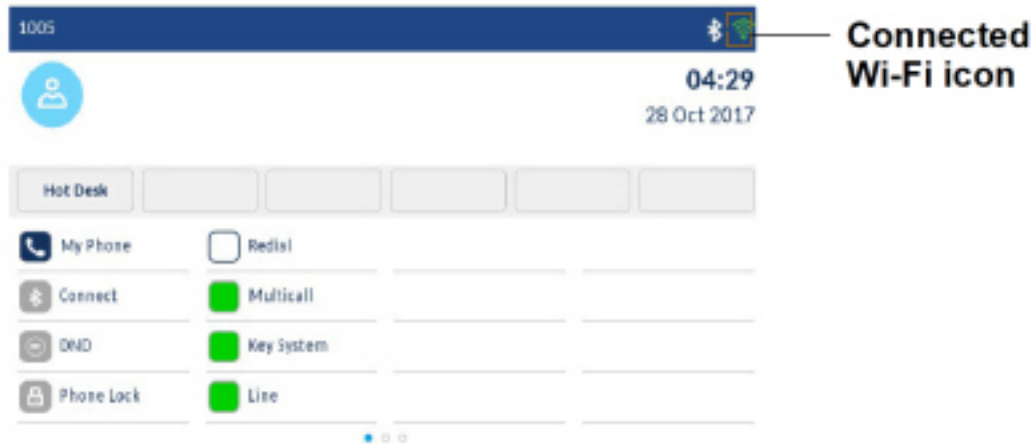 1005
Connected
Wi-Fi icon
04:29
28 Oct 2017
Hot Desk
My Phone Redial
Connect Multicall
DND Key System
Phone Lock Line